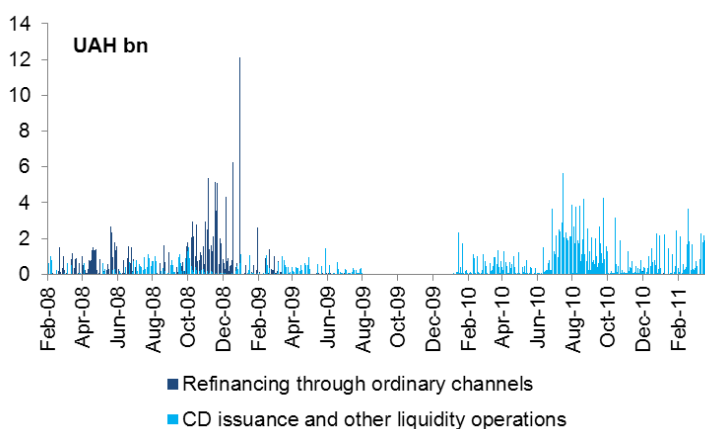 14
UAH bn
12
10
8
6
4
2
0
Feb-08
Apr-08
Jun-08
Aug-08
Oct-08
Dec-08
Feb-09
Apr-09
Jun-09
Aug-09
Oct-09
Dec-09
Feb-10
Apr-10
Jun-10
Aug-10
Oct-10
Dec-10
Feb-11
Refinancing through ordinary channels
CD issuance and other liquidity operations